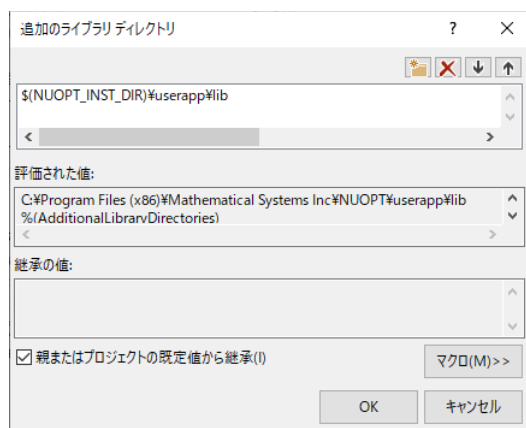 追加のライブラリ ディレクトリ
?
$(NUOPT_INST_DIR)¥userapp¥lib
評価された値:
C:¥Program Files (x86)¥Mathematical Systems Inc¥NUOPT¥userapp¥lib
%(AdditionalLibraryDirectories)
継承の値:
親またはプロジェクトの既定値から継承(I)
マクロ(M)>>
OK
キャンセル